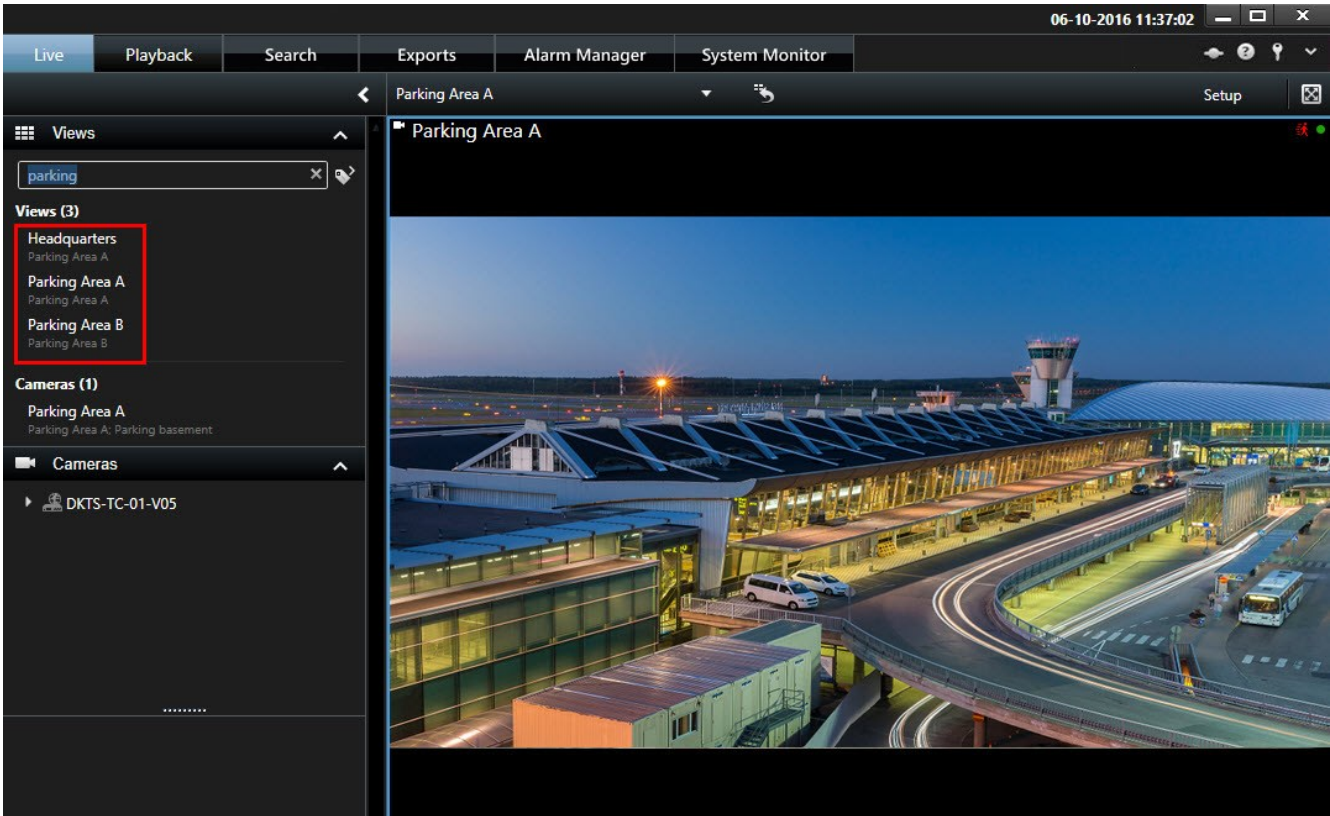 06-10-2016 11:37:02
Live Playback Search Exports Alarm Manager System Monitor
Parking Area A Setup
Views
Parking Area A
parking
Views (3)
Headquarters
Parking Area A
Parking Area A
Parking Area A
Parking Area B
Parking Area B
Cameras (1)
Parking Area A
Parking Area A; Parking basement
Cameras
DKTS-TC-01-V05